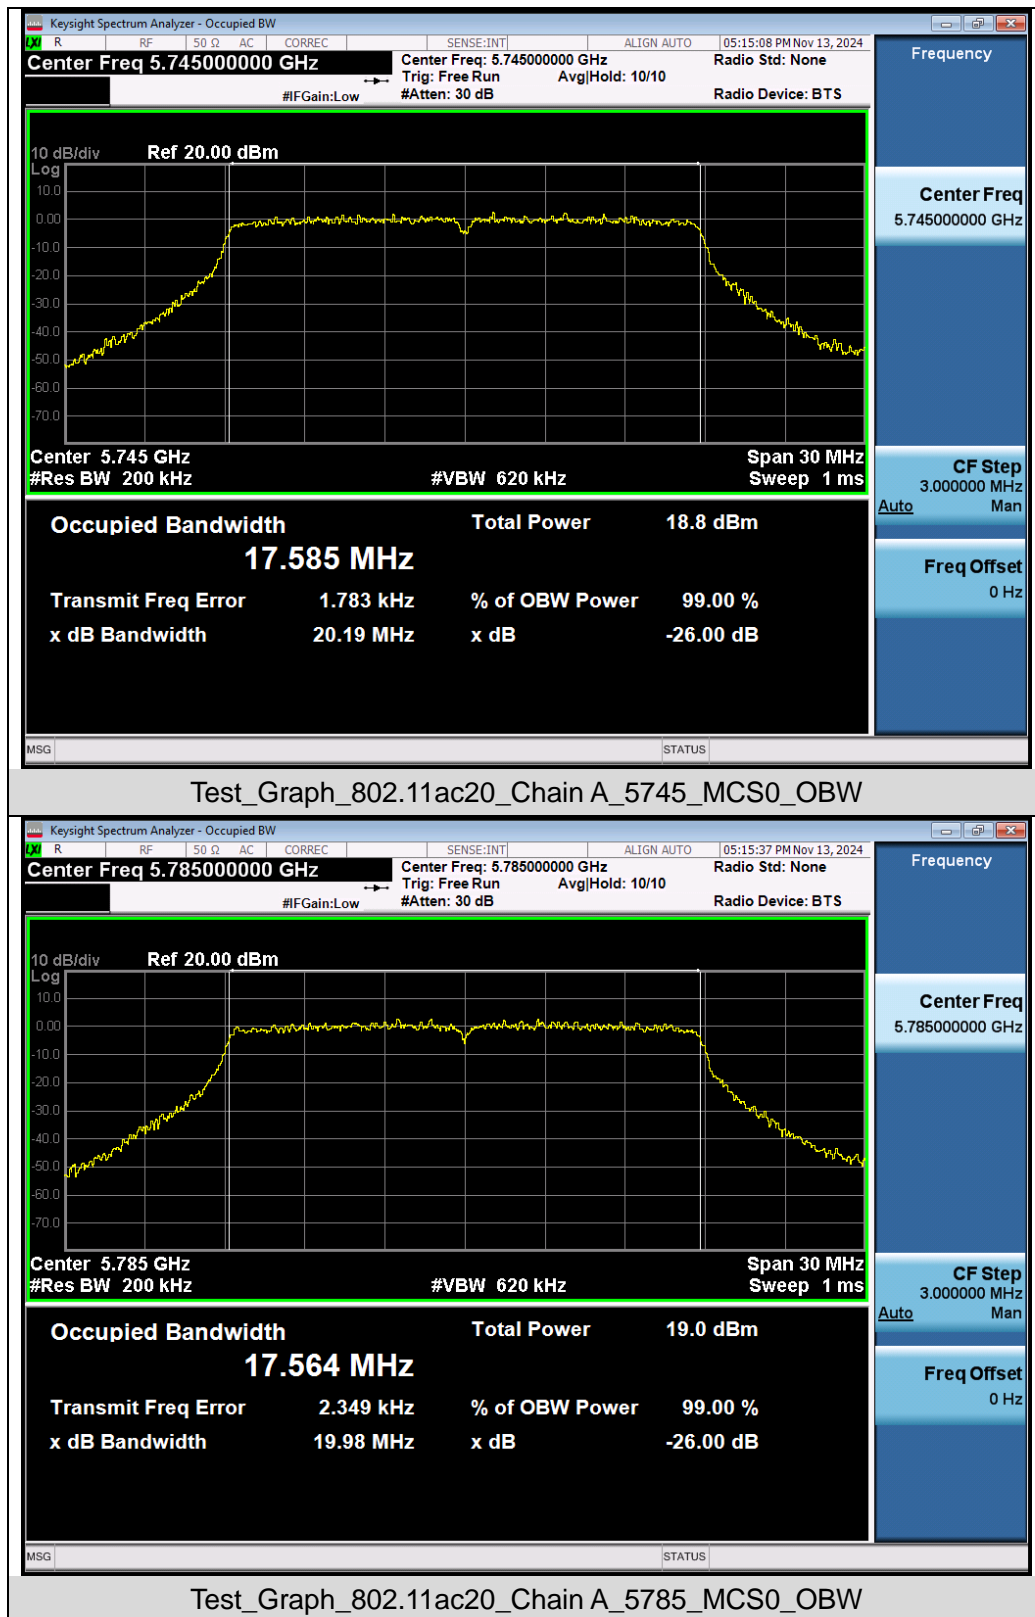 Keysight Spectrum Analyzer - Occupied BW
LXI R RF 50 Ω AC CORREC SENSE:INT ALIGN AUTO 05:15:08 PM Nov 13, 2024
Center Freq 5.745000000 GHz
Center Freq: 5.745000000 GHz Radio Std: None
Trig: Free Run Avg|Hold: 10/10
#IFGain:Low #Atten: 30 dB Radio Device: BTS
Frequency
10 dB/div Ref 20.00 dBm
Log
10.0
0.00
-10.0
-20.0
-30.0
-40.0
-50.0
-60.0
-70.0
Center 5.745 GHz Span 30 MHz
#Res BW 200 kHz #VBW 620 kHz Sweep 1 ms
Center Freq
5.745000000 GHz
CF Step
3.000000 MHz
Auto Man
Freq Offset
0 Hz
Occupied Bandwidth Total Power 18.8 dBm
17.585 MHz
Transmit Freq Error 1.783 kHz % of OBW Power 99.00 %
x dB Bandwidth 20.19 MHz x dB -26.00 dB
MSG STATUS
Test_Graph_802.11ac20_Chain A_5745_MCS0_OBW
Keysight Spectrum Analyzer - Occupied BW
LXI R RF 50 Ω AC CORREC SENSE:INT ALIGN AUTO 05:15:37 PM Nov 13, 2024
Center Freq 5.785000000 GHz
Center Freq: 5.785000000 GHz Radio Std: None
Trig: Free Run Avg|Hold: 10/10
#IFGain:Low #Atten: 30 dB Radio Device: BTS
Frequency
10 dB/div Ref 20.00 dBm
Log
10.0
0.00
-10.0
-20.0
-30.0
-40.0
-50.0
-60.0
-70.0
Center 5.785 GHz Span 30 MHz
#Res BW 200 kHz #VBW 620 kHz Sweep 1 ms
Center Freq
5.785000000 GHz
CF Step
3.000000 MHz
Auto Man
Freq Offset
0 Hz
Occupied Bandwidth Total Power 19.0 dBm
17.564 MHz
Transmit Freq Error 2.349 kHz % of OBW Power 99.00 %
x dB Bandwidth 19.98 MHz x dB -26.00 dB
MSG STATUS
Test_Graph_802.11ac20_Chain A_5785_MCS0_OBW